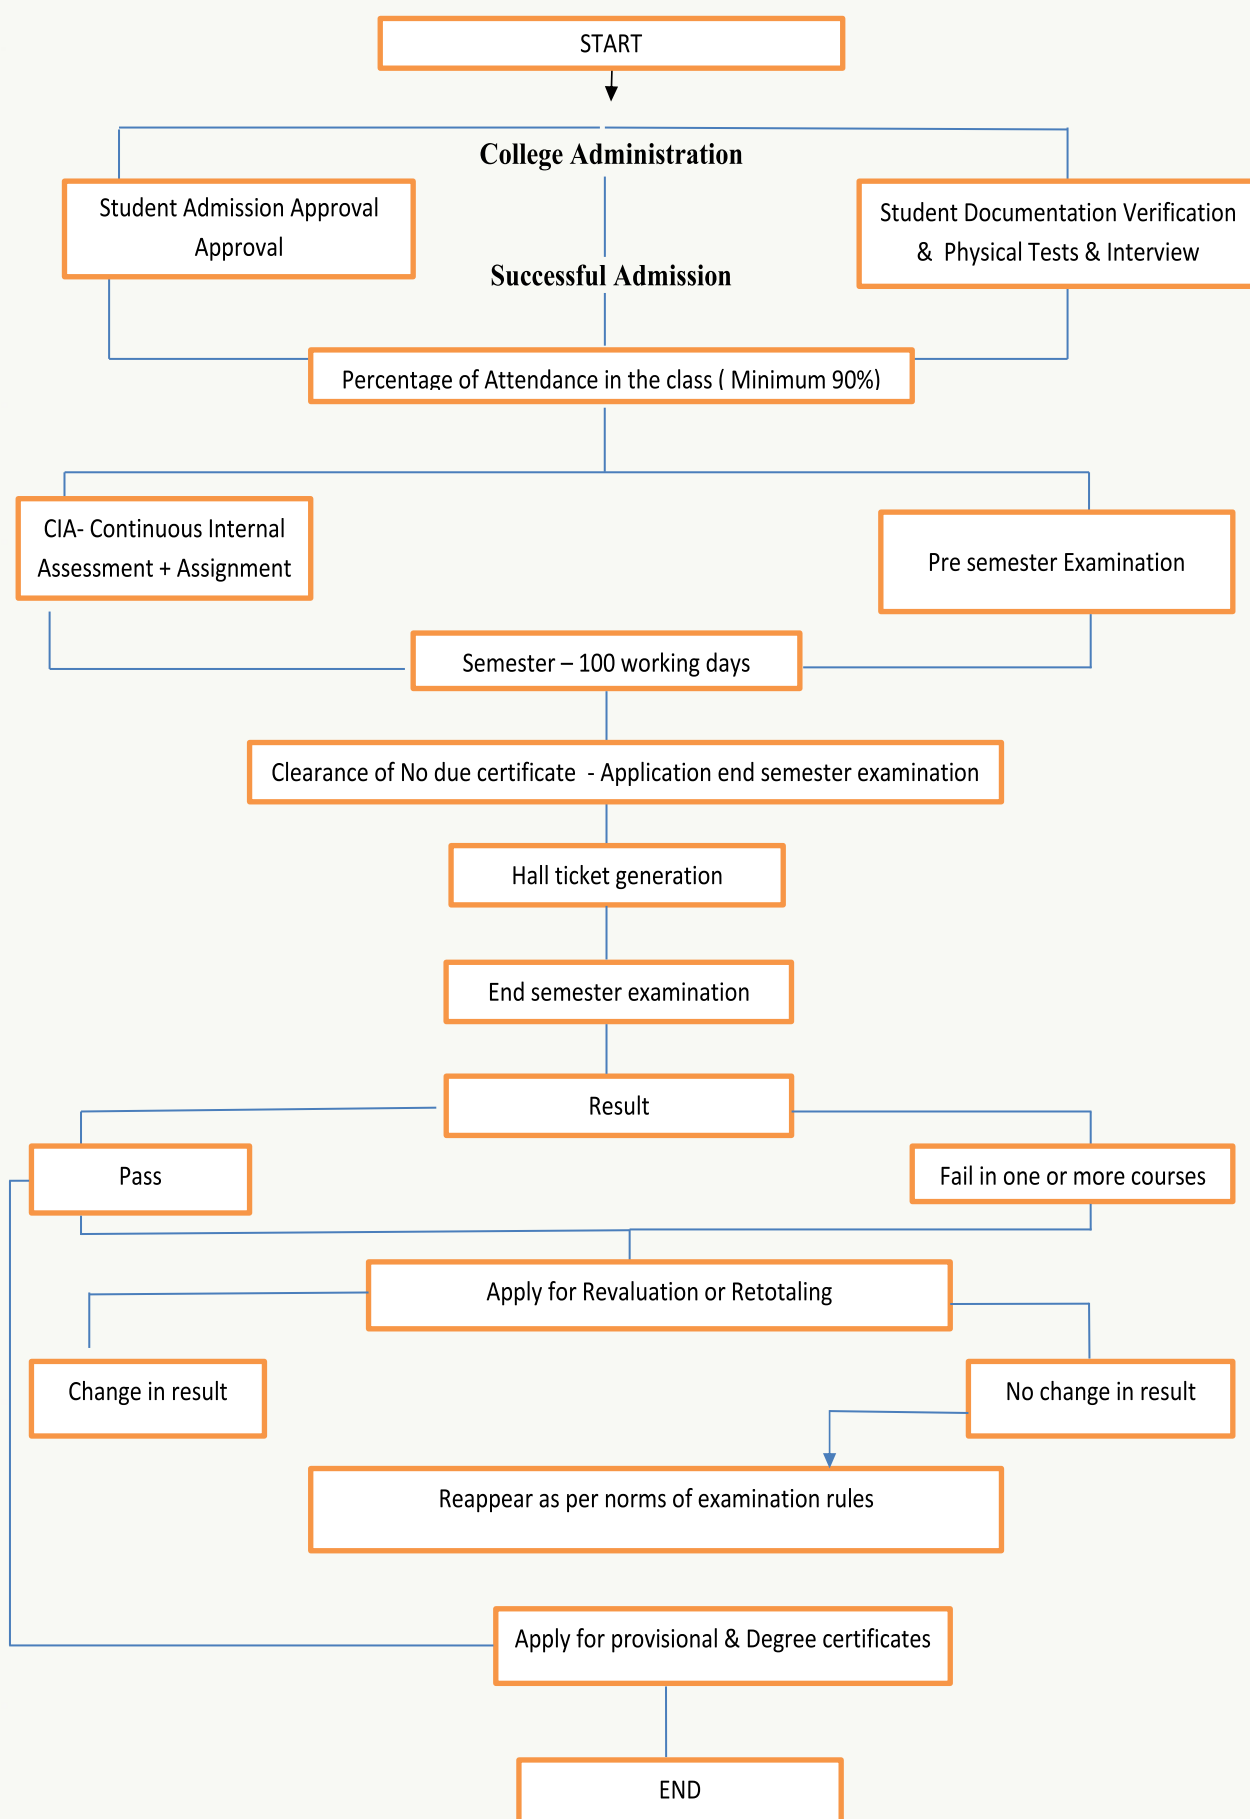 START
College Administration
Student Admission Approval
Approval
Student Documentation Verification
& Physical Tests & Interview
Successful Admission
Percentage of Attendance in the class ( Minimum 90%)
CIA- Continuous Internal
Assessment + Assignment
Pre semester Examination
Semester – 100 working days
Clearance of No due certificate - Application end semester examination
Hall ticket generation
End semester examination
Result
Pass
Fail in one or more courses
Apply for Revaluation or Retotaling
Change in result
No change in result
Reappear as per norms of examination rules
Apply for provisional & Degree certificates
END